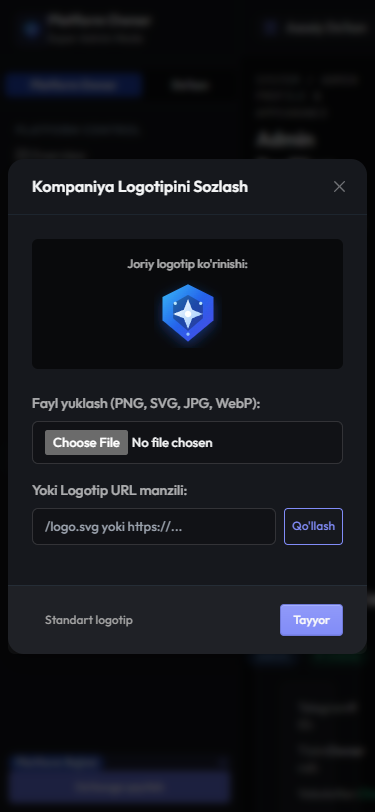 Kompaniya Logotipini Sozlash
Joriy logotip ko'rinishi:
Fayl yuklash (PNG, SVG, JPG, WebP):
Choose File No file chosen
Yoki Logotip URL manzili:
/logo.svg yoki https://...
Qo'llash
Standart logotip
Tayyor